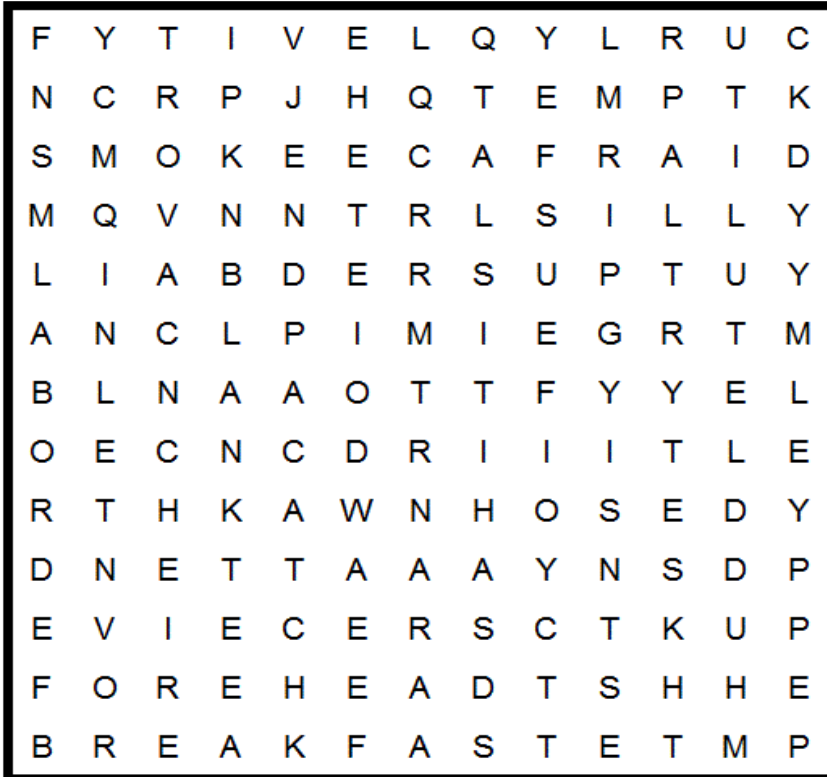 F Y T I V E L Q Y L R U C
N C R P J H Q T E M P T K
S M O K E E C A F R A I D
M Q V N N T R L S I L L Y
L I A B D E R S U P T U Y
A N C L P I M I E G R T M
B L N A A O T T F Y Y E L
O E C N C D R I I I T L E
R T H K A W N H O S E D Y
D N E T T A A A Y N S D P
E V I E C E R S C T K U P
F O R E H E A D T S H H E
B R E A K F A S T E T M P